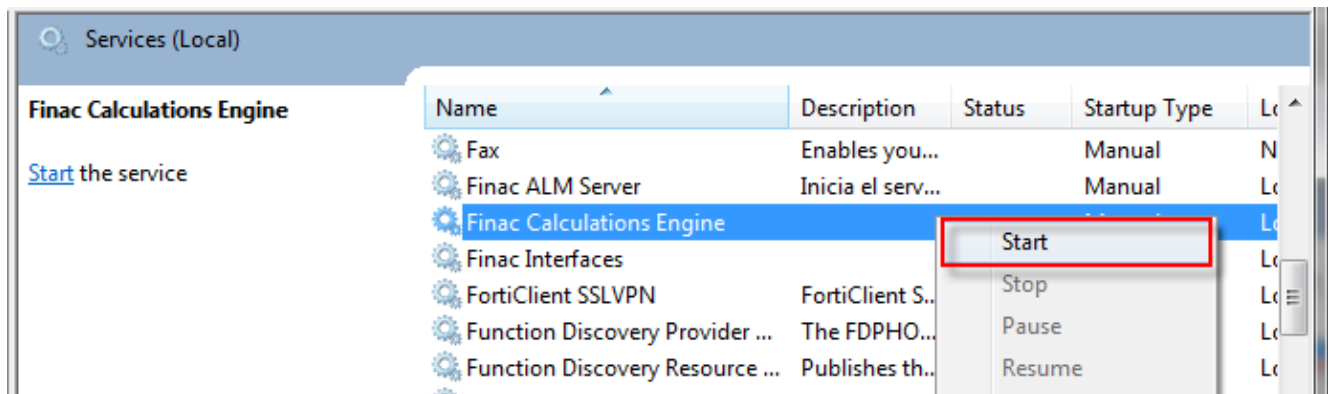 Services (Local)
Finac Calculations Engine
Start the service
Name Description Status Startup Type
Fax Enables you... Manual N
Finac ALM Server Inicia el serv... Manual
Finac Calculations Engine
Finac Interfaces
FortiClient SSLVPN FortiClient S..
Function Discovery Provider ... The FDPHO...
Function Discovery Resource ... Publishes th..
Start
Stop
Pause
Resume